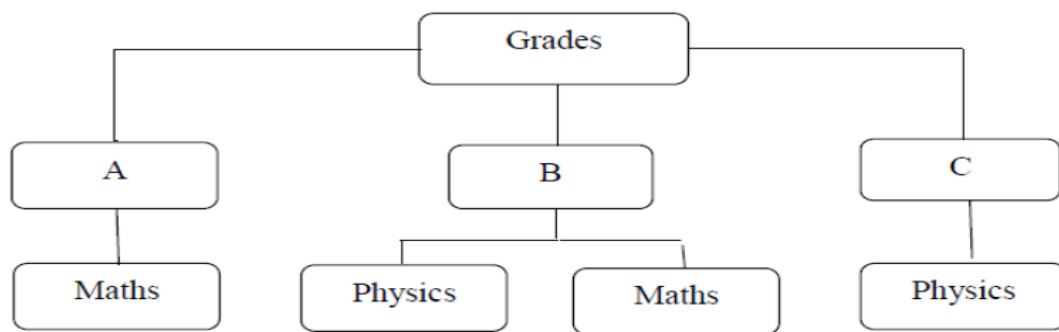 Grades
A
B
C
Maths
Physics
Maths
Physics